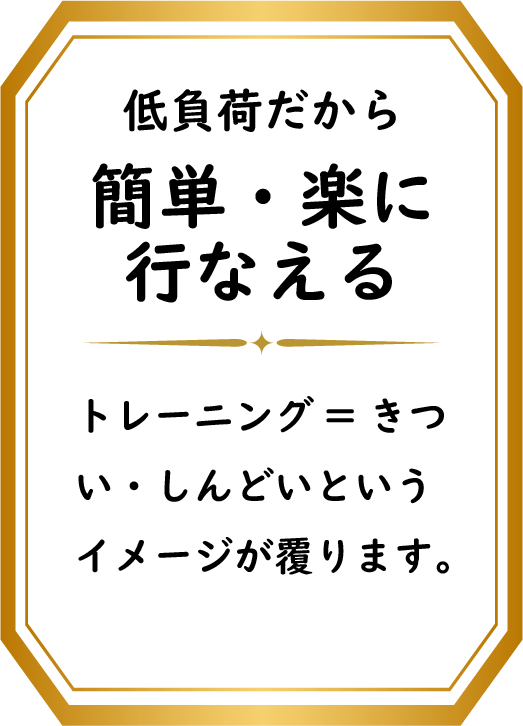 低負荷だから
簡単・楽に
行なえる
トレーニング＝きつ
い・しんどいという
イメージが覆ります。